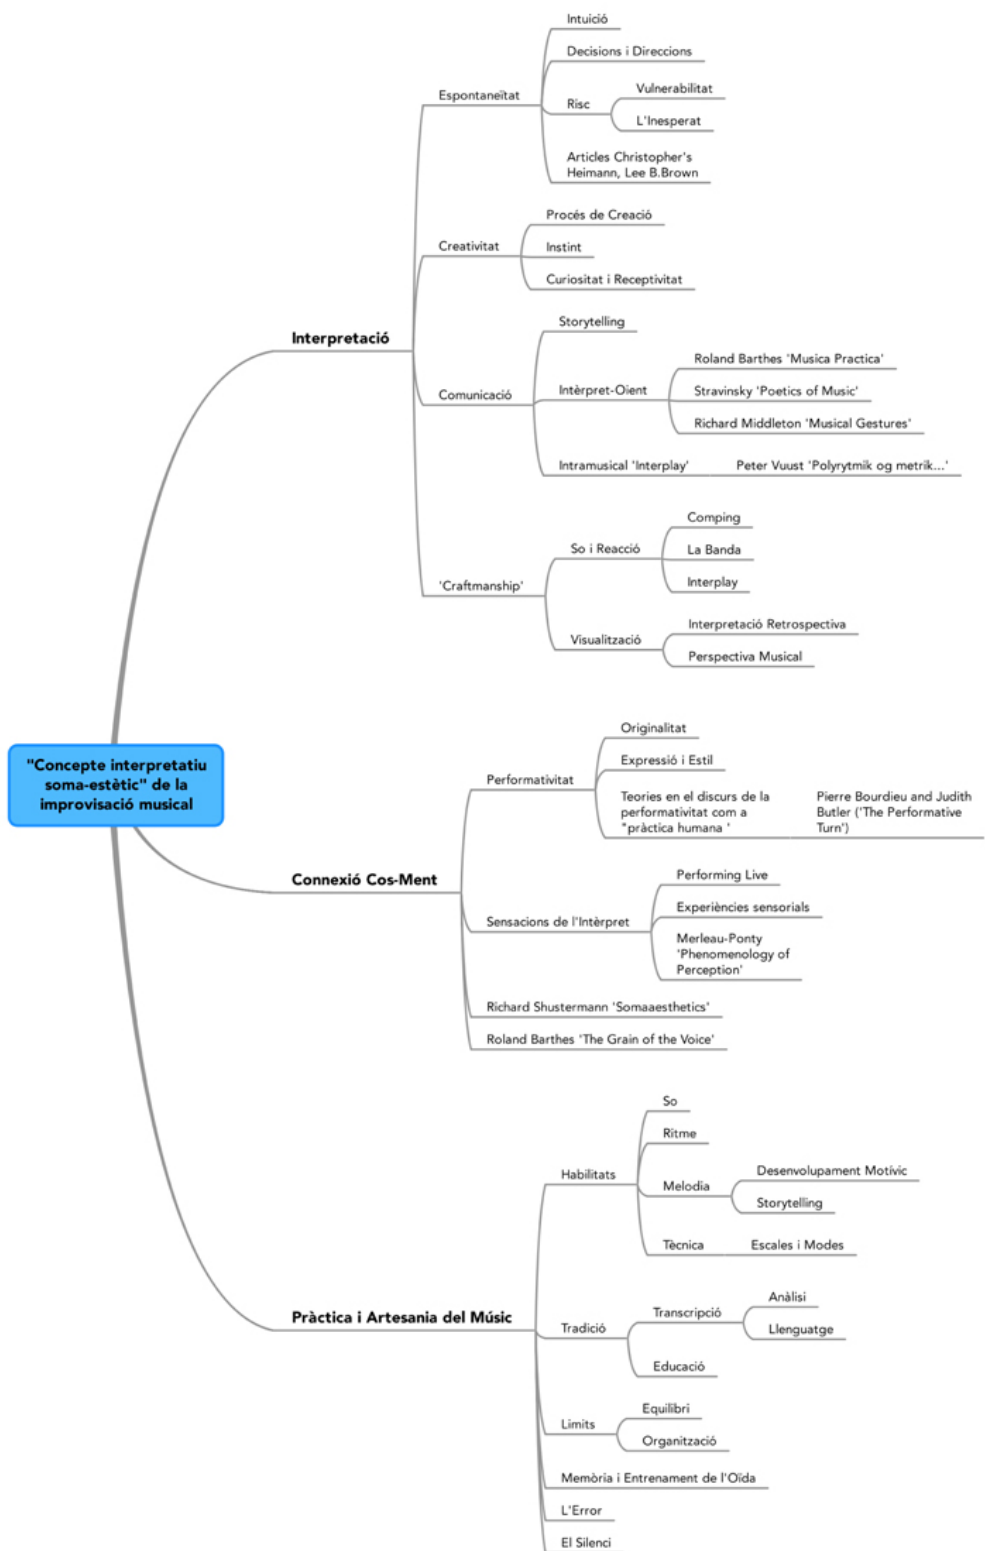 Intuïció
Decisions i Direccions
Espontaneïtat
Risc
Vulnerabilitat
L'Inesperat
Articles Christopher's
Heimann, Lee B.Brown
Procés de Creació
Creativitat
Instint
Curiositat i Receptivitat
Interpretació
Storytelling
Comunicació
Intèrpret-Oient
Roland Barthes 'Musica Practica'
Stravinsky 'Poetics of Music'
Richard Middleton 'Musical Gestures'
Intramusical 'Interplay'
Peter Vuust 'Polyrytmik og metrik...'
'Craftmanship'
So i Reacció
Comping
La Banda
Interplay
Visualització
Interpretació Retrospectiva
Perspectiva Musical
"Concepte interpretatiu
soma-estètic" de la
improvisació musical
Originalitat
Performativitat
Expressió i Estil
Teories en el discurs de la
performativitat com a
"pràctica humana '
Pierre Bourdieu and Judith
Butler ('The Performative
Turn')
Connexió Cos-Ment
Sensacions de l'Intèrpret
Performing Live
Experiències sensorials
Merleau-Ponty
'Phenomenology of
Perception'
Richard Shustermann 'Somaaesthetics'
Roland Barthes 'The Grain of the Voice'
Habilitats
So
Ritme
Melodia
Desenvolupament Motívic
Storytelling
Tècnica
Escales i Modes
Pràctica i Artesania del Músic
Tradició
Transcripció
Anàlisi
Llenguatge
Educació
Limits
Equilibri
Organització
Memòria i Entrenament de l'Oïda
L'Error
El Silenci